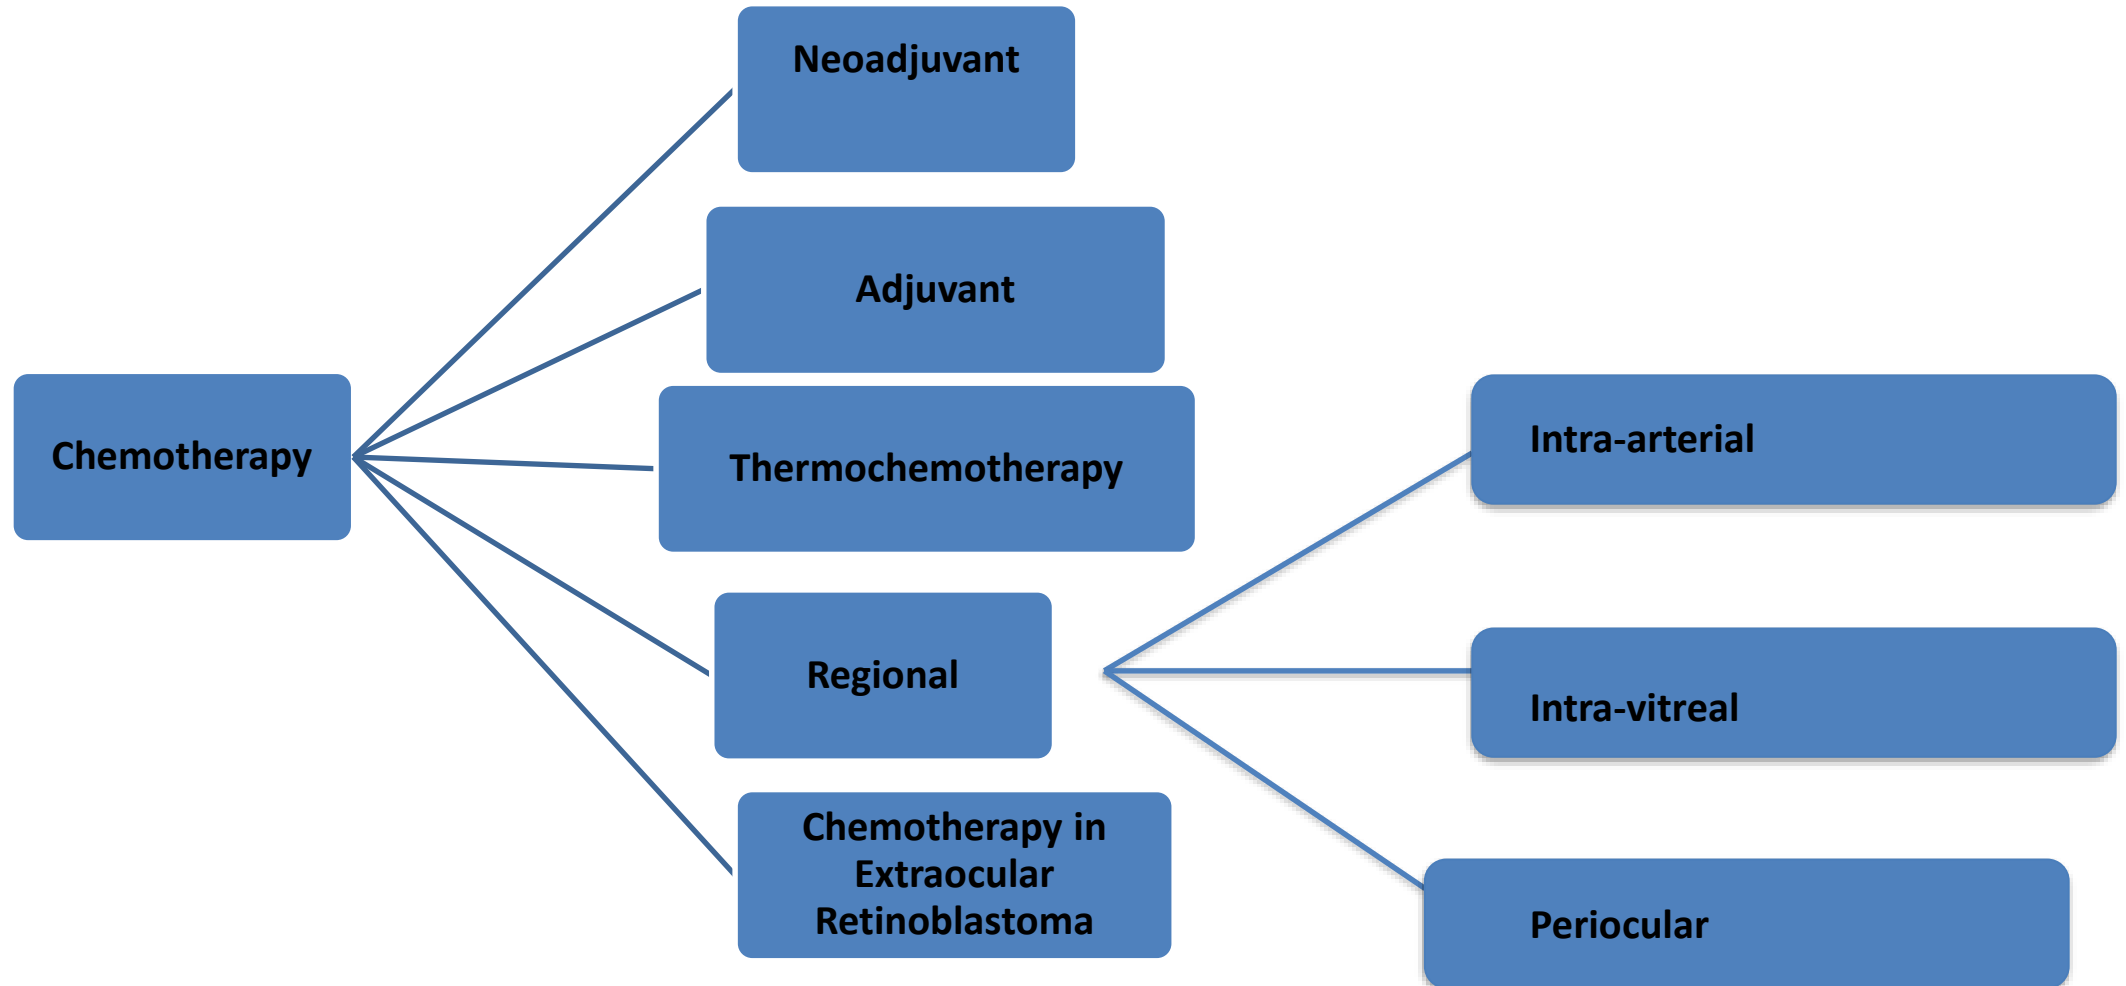 Chemotherapy
Neoadjuvant
Adjuvant
Thermochemotherapy
Regional
Chemotherapy in
Extraocular
Retinoblastoma
Intra-arterial
Intra-vitreal
Periocular